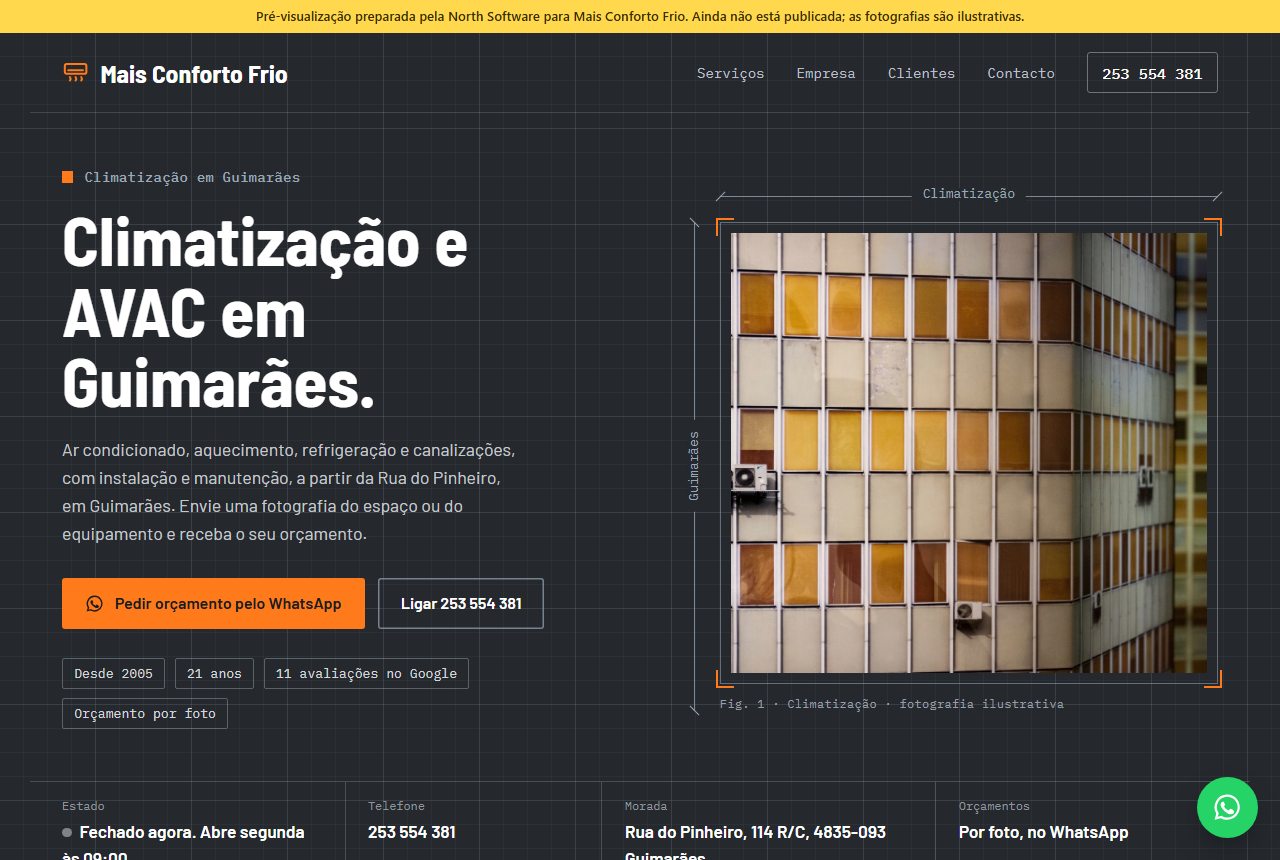 Pré-visualização preparada pela North Software para Mais Conforto Frio. Ainda não está publicada; as fotografias são ilustrativas.
Mais Conforto Frio
Serviços
Empresa
Clientes
Contacto
253 554 381
Climatização em Guimarães
Climatização e
AVAC em
Guimarães.
Ar condicionado, aquecimento, refrigeração e canalizações,
com instalação e manutenção, a partir da Rua do Pinheiro,
em Guimarães. Envie uma fotografia do espaço ou do
equipamento e receba o seu orçamento.
Pedir orçamento pelo WhatsApp
Ligar 253 554 381
Desde 2005
21 anos
11 avaliações no Google
Orçamento por foto
Climatização
Guimarães
Fig. 1 · Climatização · fotografia ilustrativa
Estado
Fechado agora. Abre segunda
às 09:00
Telefone
253 554 381
Morada
Rua do Pinheiro, 114 R/C, 4835-093
Guimarães
Orçamentos
Por foto, no WhatsApp